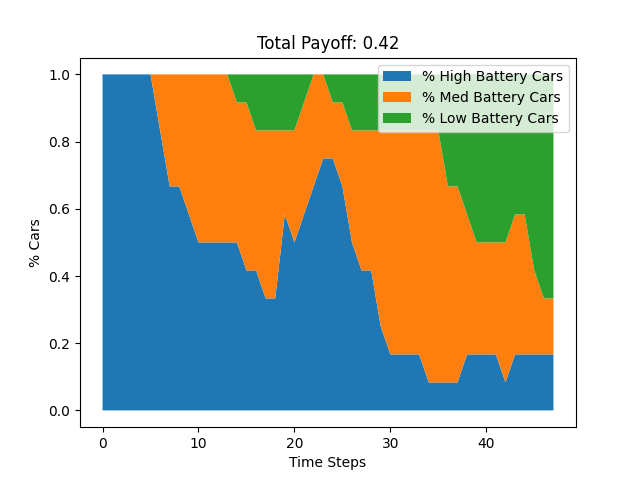 Total Payoff: 0.42
% High Battery Cars
% Med Battery Cars
% Low Battery Cars
1.0
0.8
0.6
0.4
0.2
0.0
% Cars
0 10 20 30 40
Time Steps